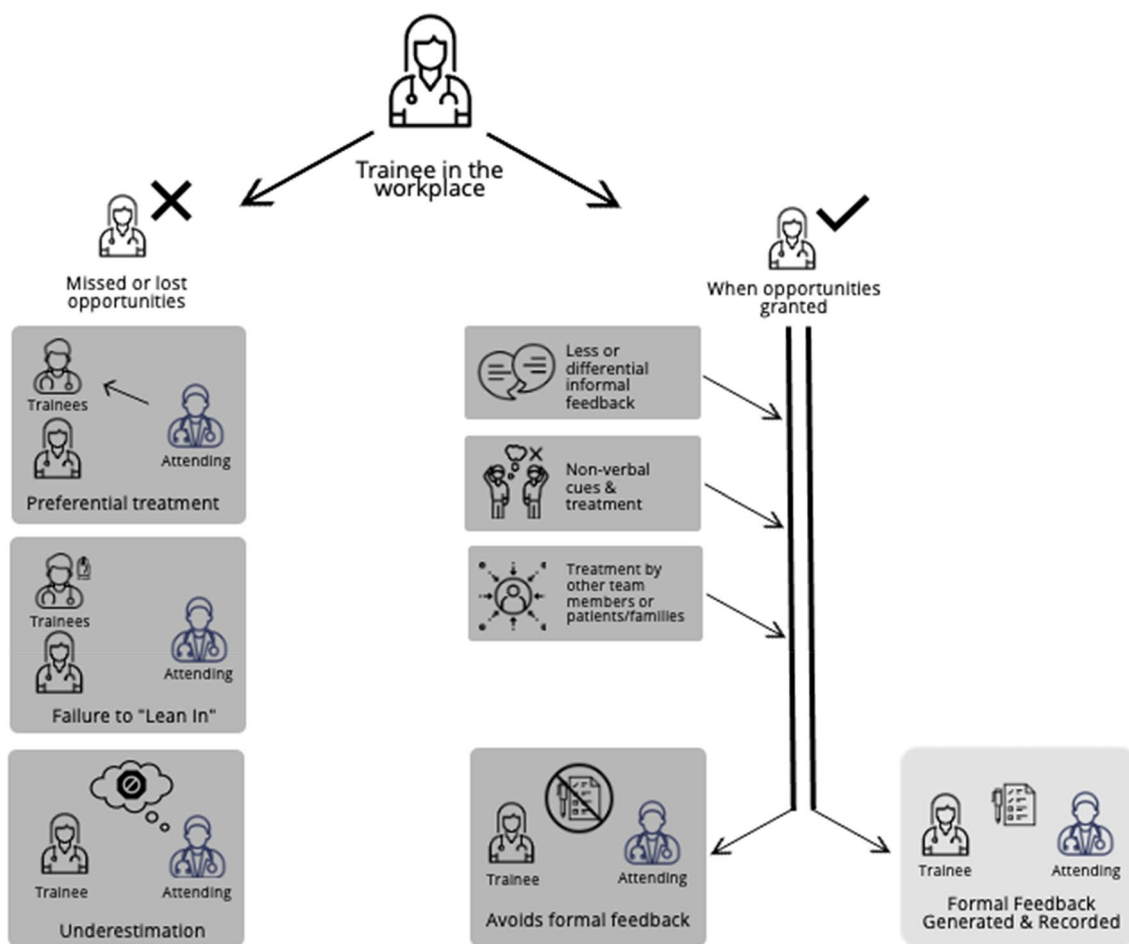 Trainee in the
workplace
Missed or lost
opportunities
When opportunities
granted
Trainees
Attending
Preferential treatment
Trainees
Attending
Failure to "Lean In"
Trainee
Attending
Underestimation
Less or
differential
informal
feedback
Non-verbal
cues &
treatment
Treatment by
other team
members or
patients/families
Trainee
Attending
Avoids formal feedback
Trainee
Attending
Formal Feedback
Generated & Recorded